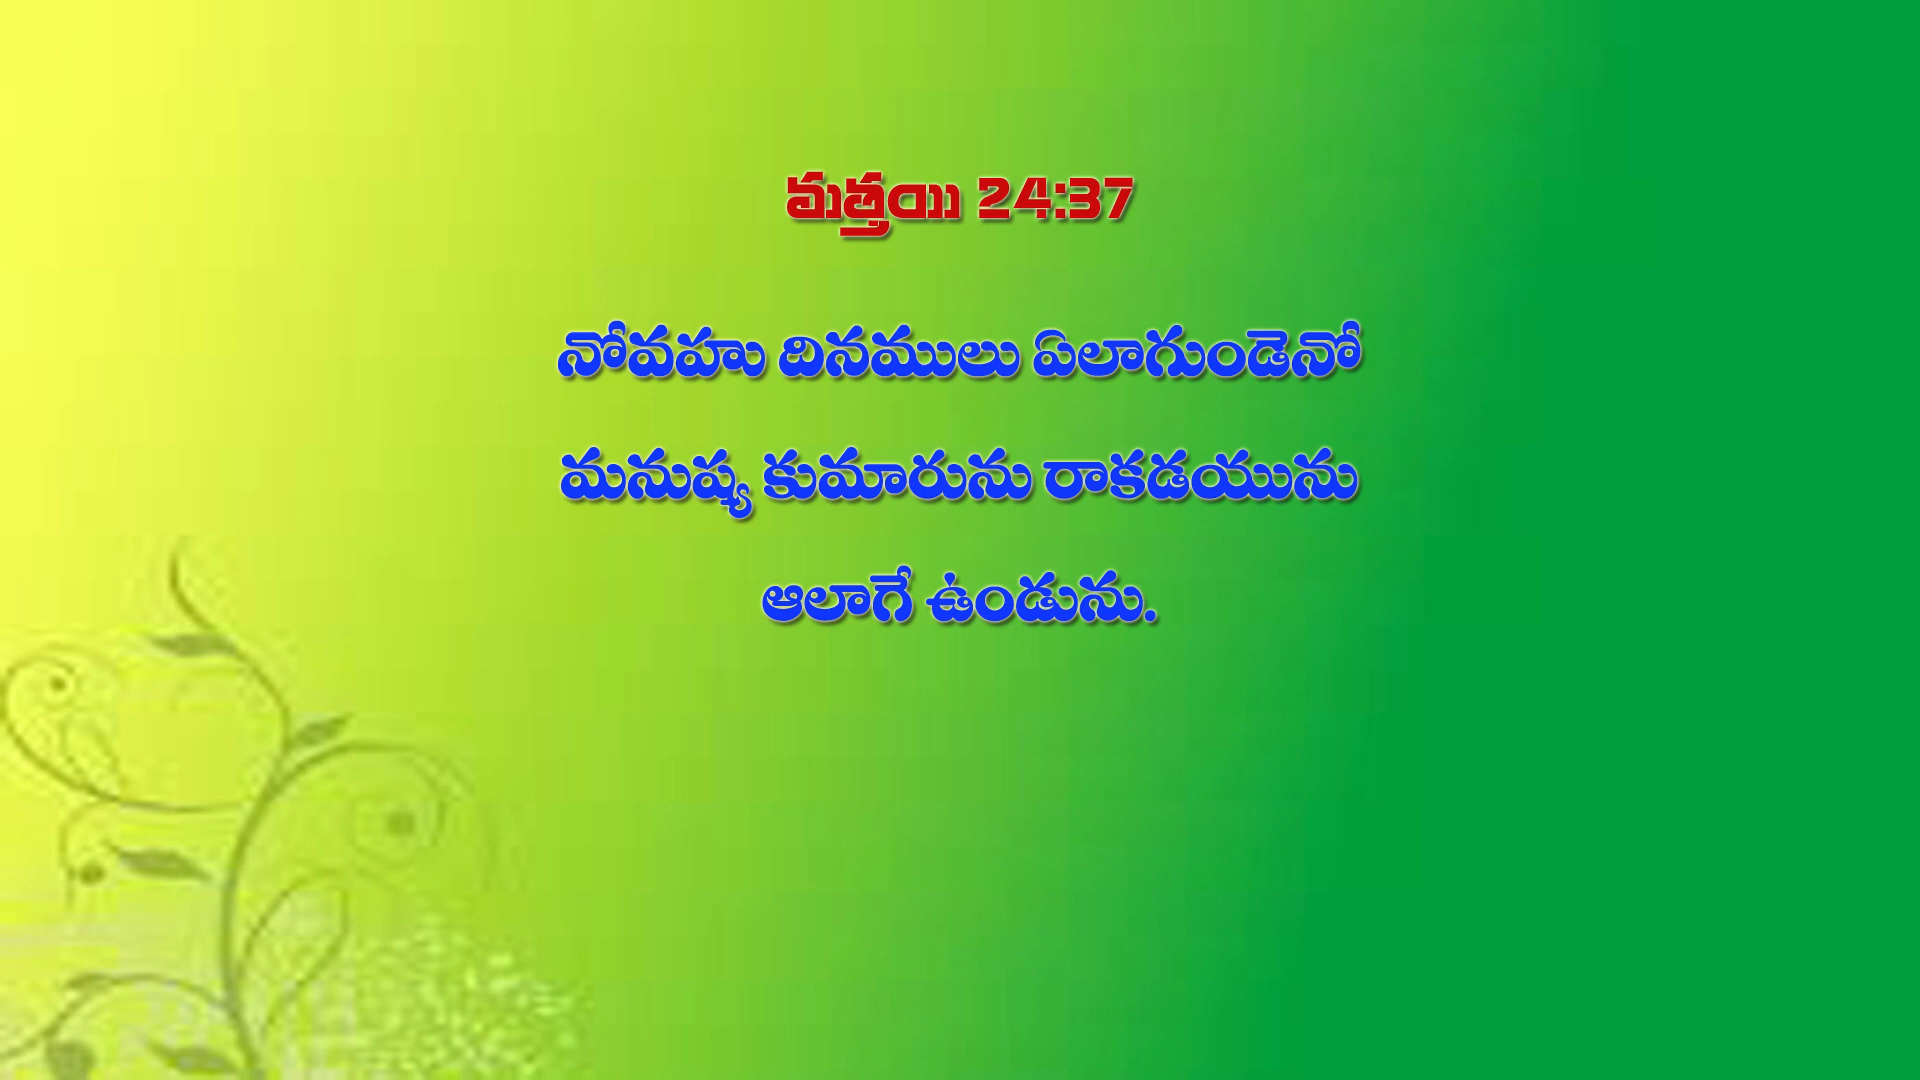 మత్తయి 24:37
నోవహు దినములు ఏలాగుండెనో
మనుష్య కుమారును రాకడయును
ఆలాగే ఉండును.